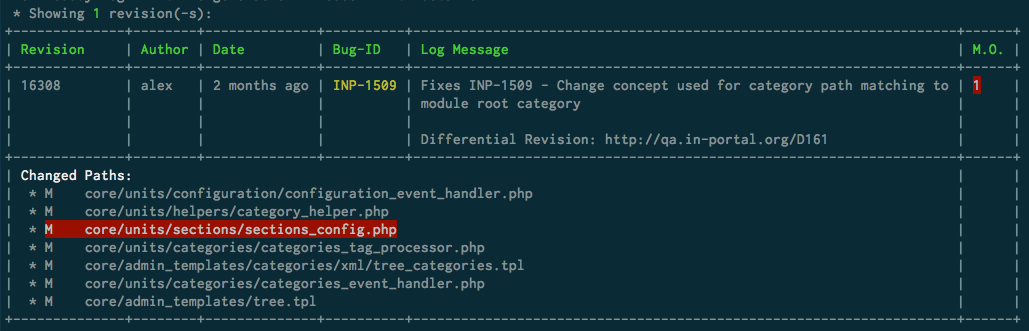 * Showing 1 revision(-s):
Revision | Author | Date | Bug-ID | Log Message | M.O.
16308 | alex | 2 months ago | INP-1509 | Fixes INP-1509 - Change concept used for category path matching to | 1
module root category
Differential Revision: http://qa.in-portal.org/D161
Changed Paths:
* M    core/units/configuration/configuration_event_handler.php
* M    core/units/helpers/category_helper.php
* M    core/units/sections/sections_config.php
* M    core/units/categories/categories_tag_processor.php
* M    core/admin_templates/categories/xml/tree_categories.tpl
* M    core/units/categories/categories_event_handler.php
* M    core/admin_templates/tree.tpl